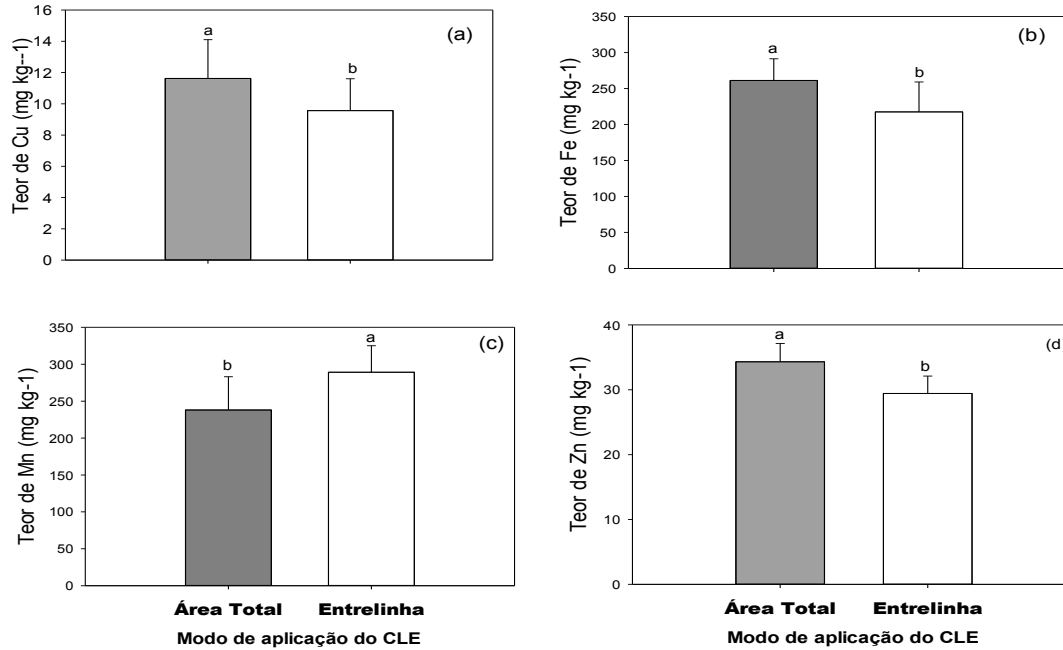 Teor de Cu (mg kg--1)
16
14
12
10
8
6
4
2
0
a
b
(a)
Teor de Fe (mg kg-1)
350
300
250
200
150
100
50
0
a
b
(b)
Teor de Mn (mg kg-1)
350
300
250
200
150
100
50
0
b
a
(c)
Área Total Entrelinha
Modo de aplicação do CLE
Teor de Zn (mg kg-1)
40
30
20
10
0
a
b
(d
Área Total Entrelinha
Modo de aplicação do CLE